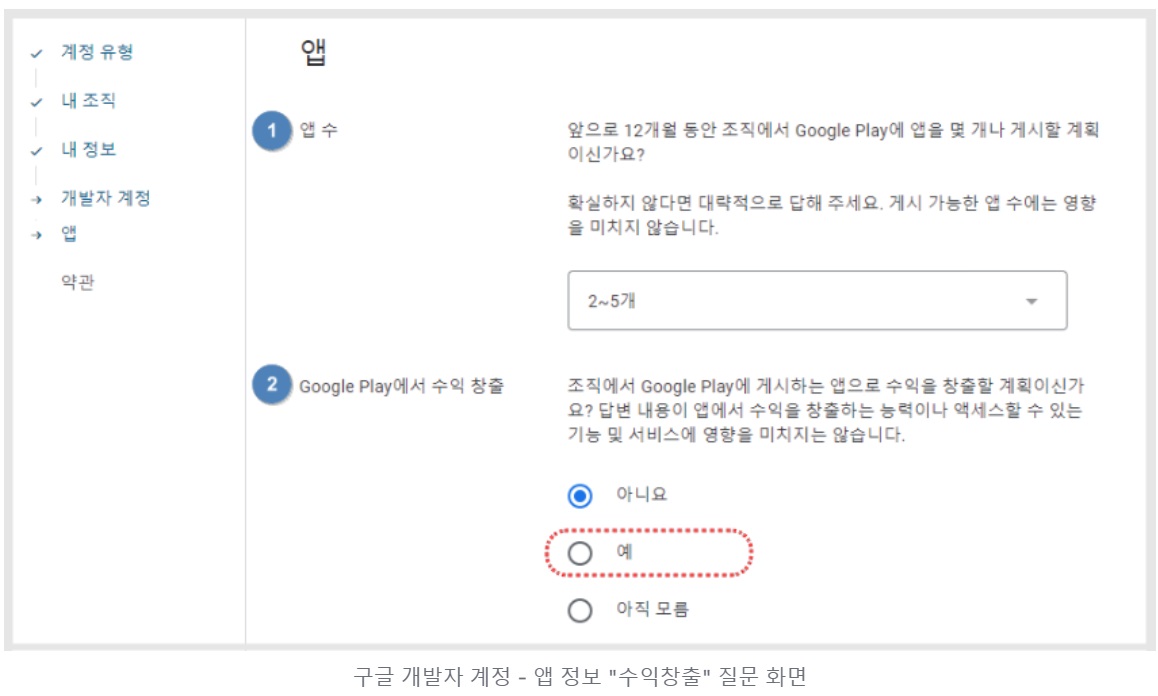 계정 유형
내 조직
내 정보
개발자 계정
앱
약관
앱
1 앱 수
앞으로 12개월 동안 조직에서 Google Play에 앱을 몇 개나 게시할 계획
이신가요?
확실하지 않다면 대략적으로 답해 주세요. 게시 가능한 앱 수에는 영향
을 미치지 않습니다.
2~5개
2 Google Play에서 수익 창출
조직에서 Google Play에 게시하는 앱으로 수익을 창출할 계획이신가
요? 답변 내용이 앱에서 수익을 창출하는 능력이나 액세스할 수 있는
기능 및 서비스에 영향을 미치지는 않습니다.
아니요
예
아직 모름
구글 개발자 계정 - 앱 정보 "수익창출" 질문 화면